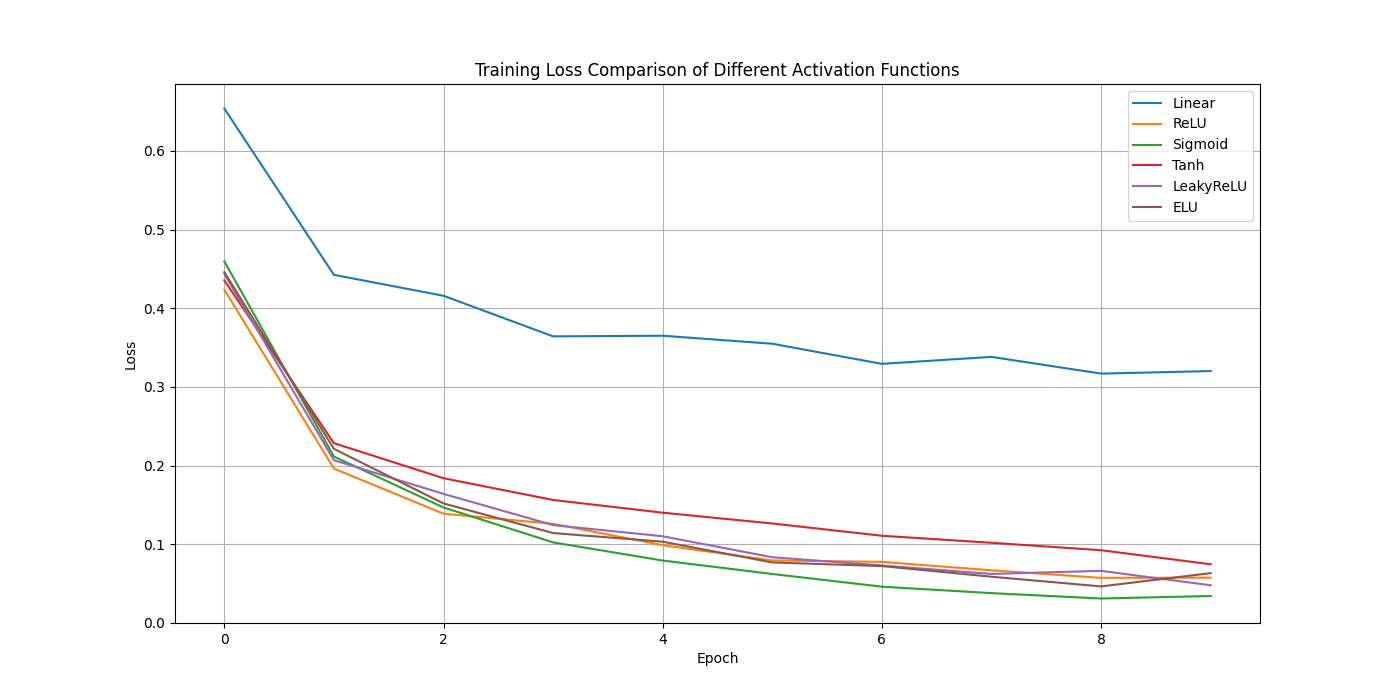 Training Loss Comparison of Different Activation Functions
Linear
ReLU
Sigmoid
Tanh
LeakyReLU
ELU
Loss
0.6
0.5
0.4
0.3
0.2
0.1
0.0
0 2 4 6 8
Epoch